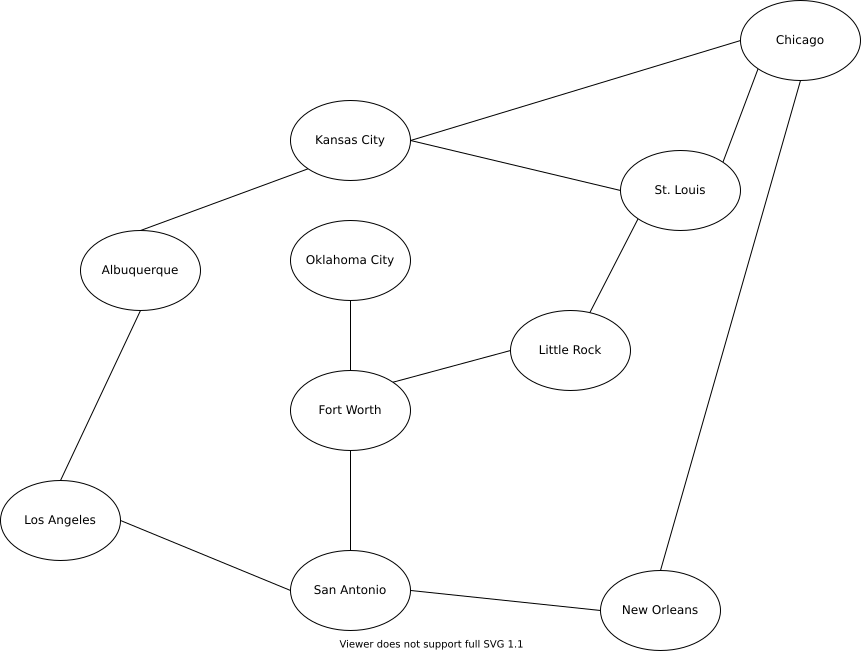 Chicago
Kansas City
St. Louis
Oklahoma City
Albuquerque
Little Rock
Fort Worth
Los Angeles
San Antonio
New Orleans
Viewer does not support full SVG 1.1